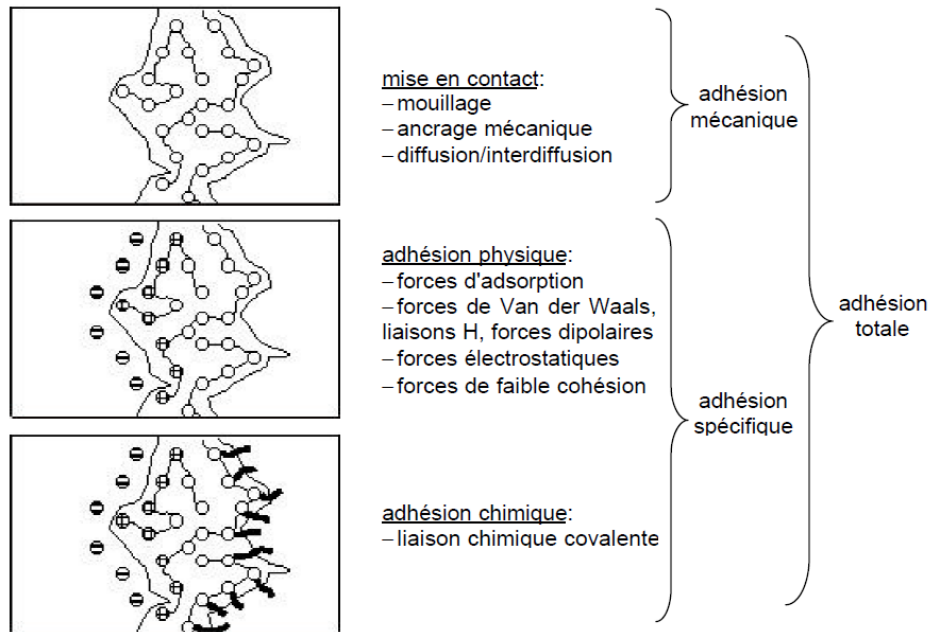 mise en contact:
– mouillage
– ancrage mécanique
– diffusion/interdiffusion
adhésion
mécanique
adhésion physique:
– forces d'adsorption
– forces de Van der Waals,
liaisons H, forces dipolaires
– forces électrostatiques
– forces de faible cohésion
adhésion chimique:
– liaison chimique covalente
adhésion
spécifique
adhésion
totale